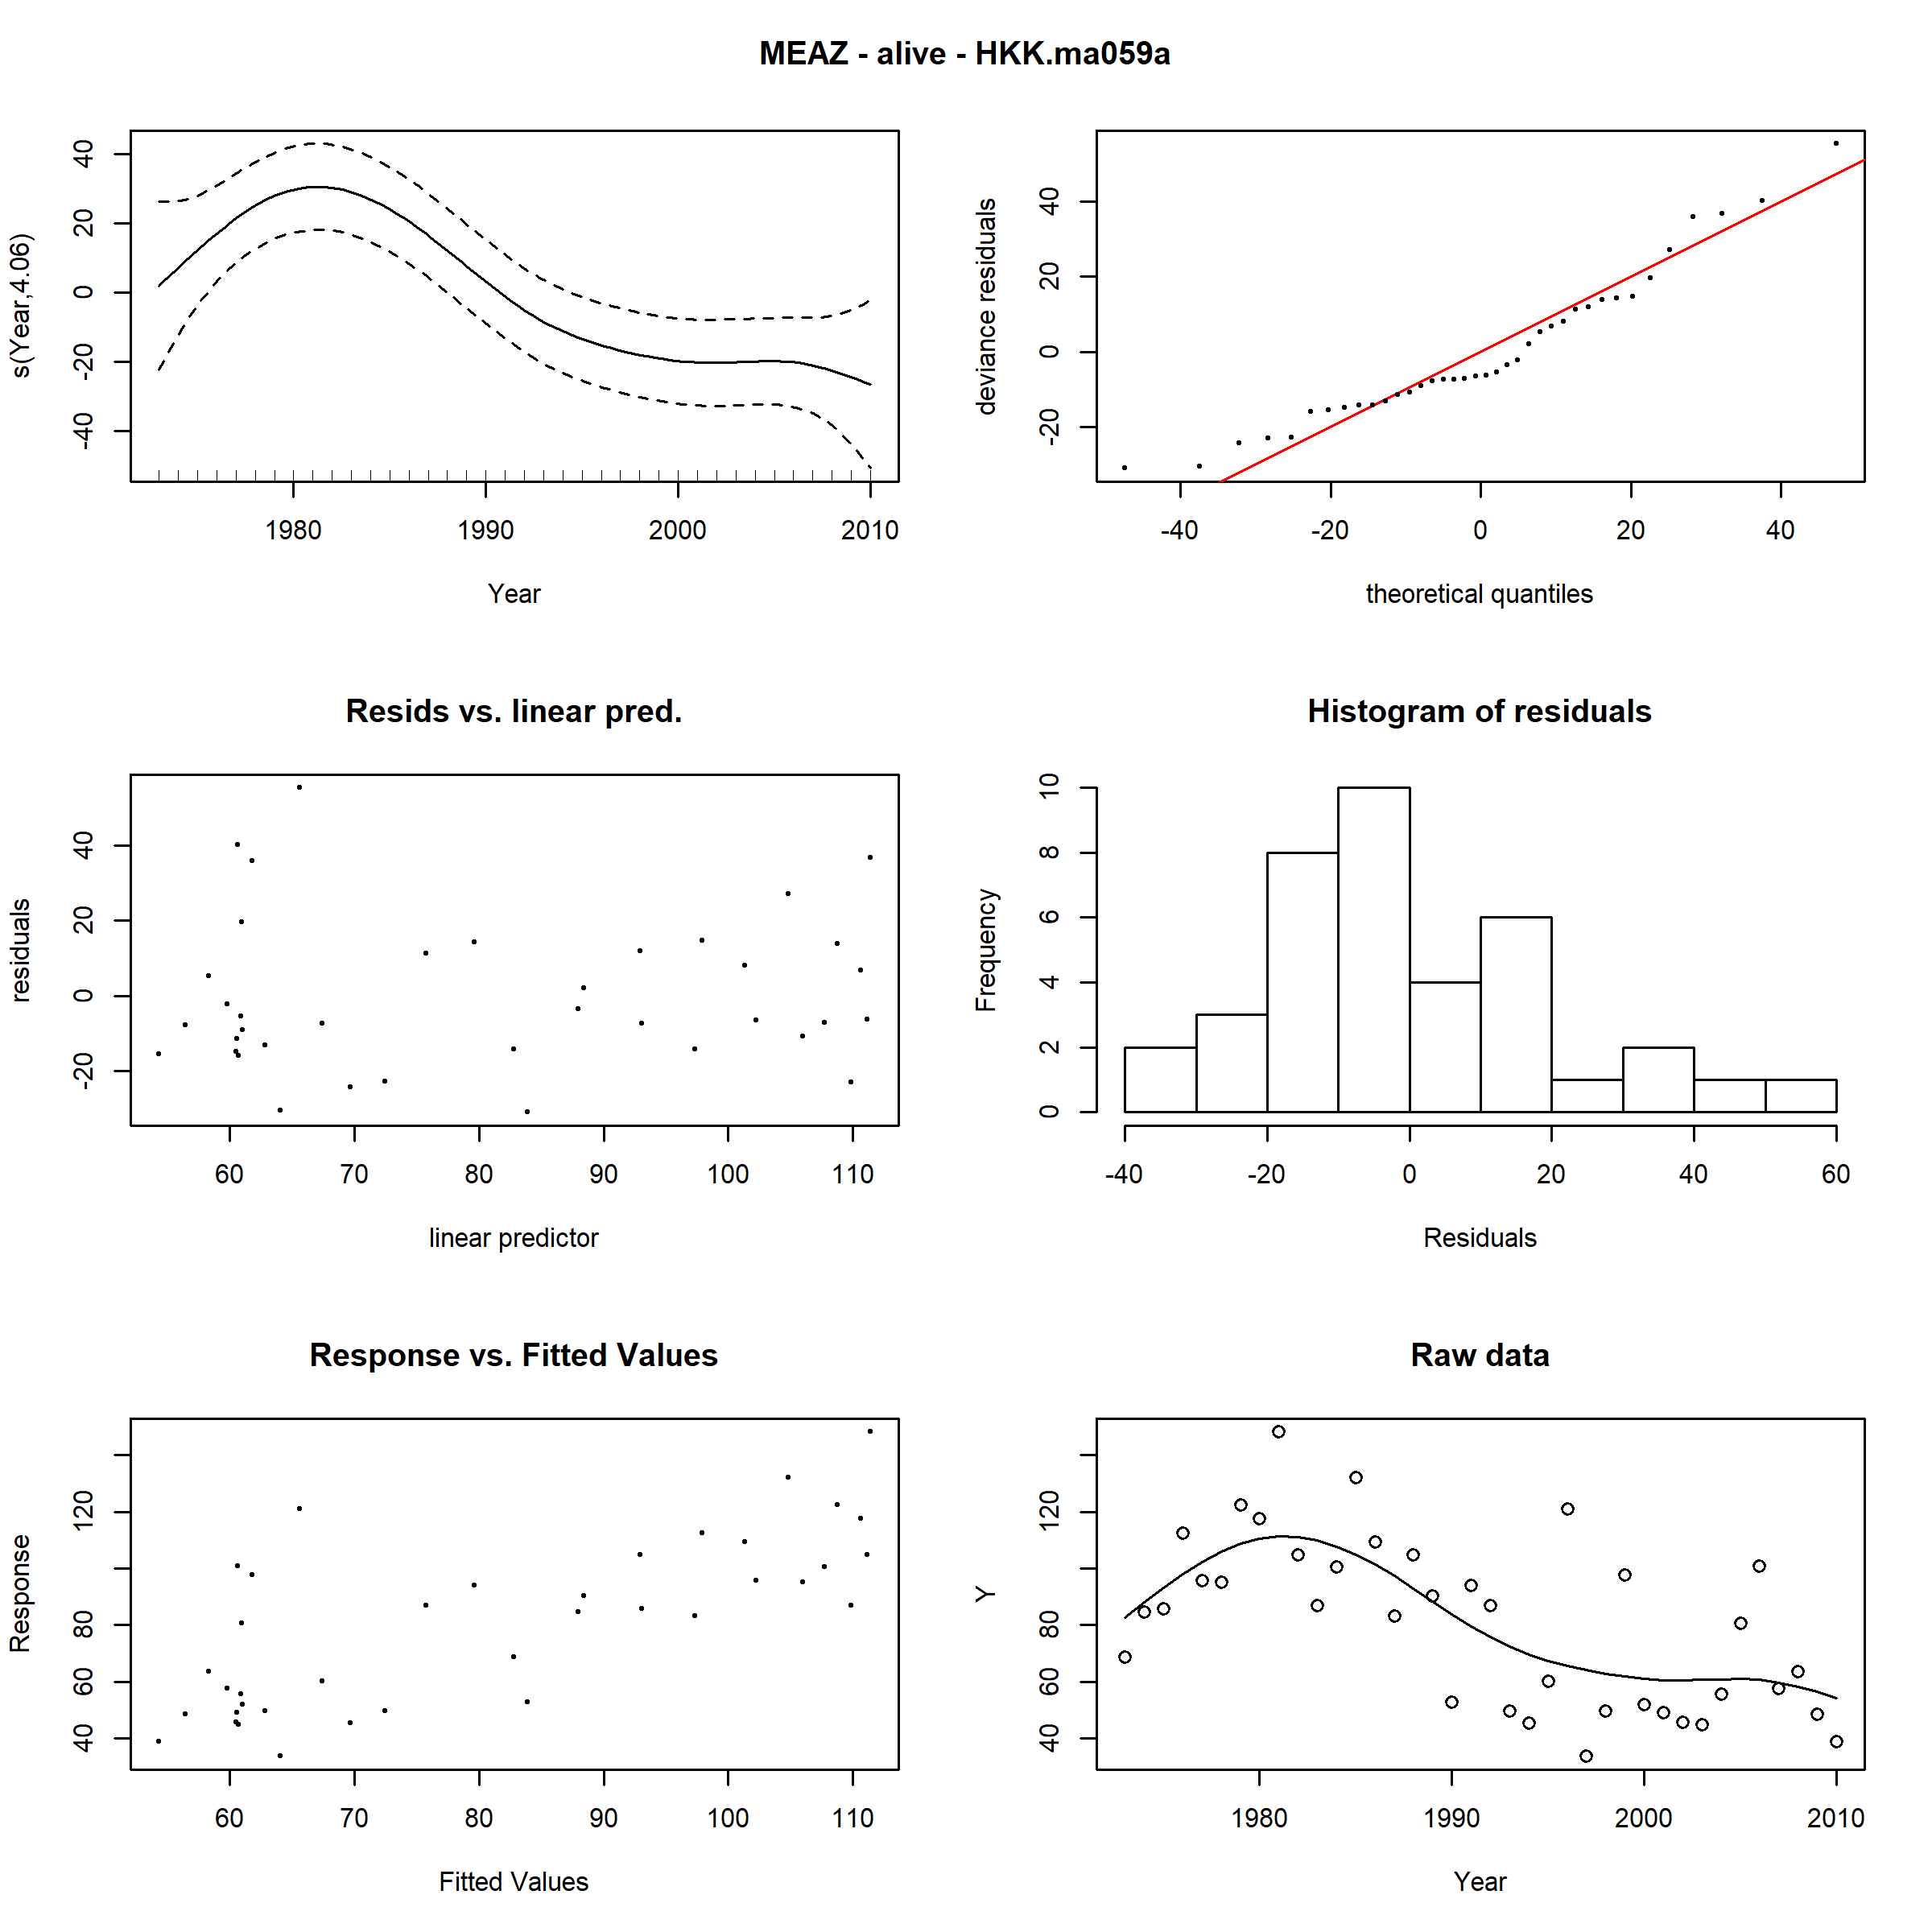 MEAZ - alive - HKK.ma059a
s(Year,4.06)
40
20
0
-20
-40
1980 1990 2000 2010
Year
deviance residuals
40
20
0
-20
-40 -20 0 20 40
theoretical quantiles
Resids vs. linear pred.
residuals
40
20
0
-20
60 70 80 90 100 110
linear predictor
Histogram of residuals
Frequency
10
8
6
4
2
0
-40 -20 0 20 40 60
Residuals
Response vs. Fitted Values
Response
120
80
60
40
60 70 80 90 100 110
Fitted Values
Raw data
Y
120
80
60
40
1980 1990 2000 2010
Year